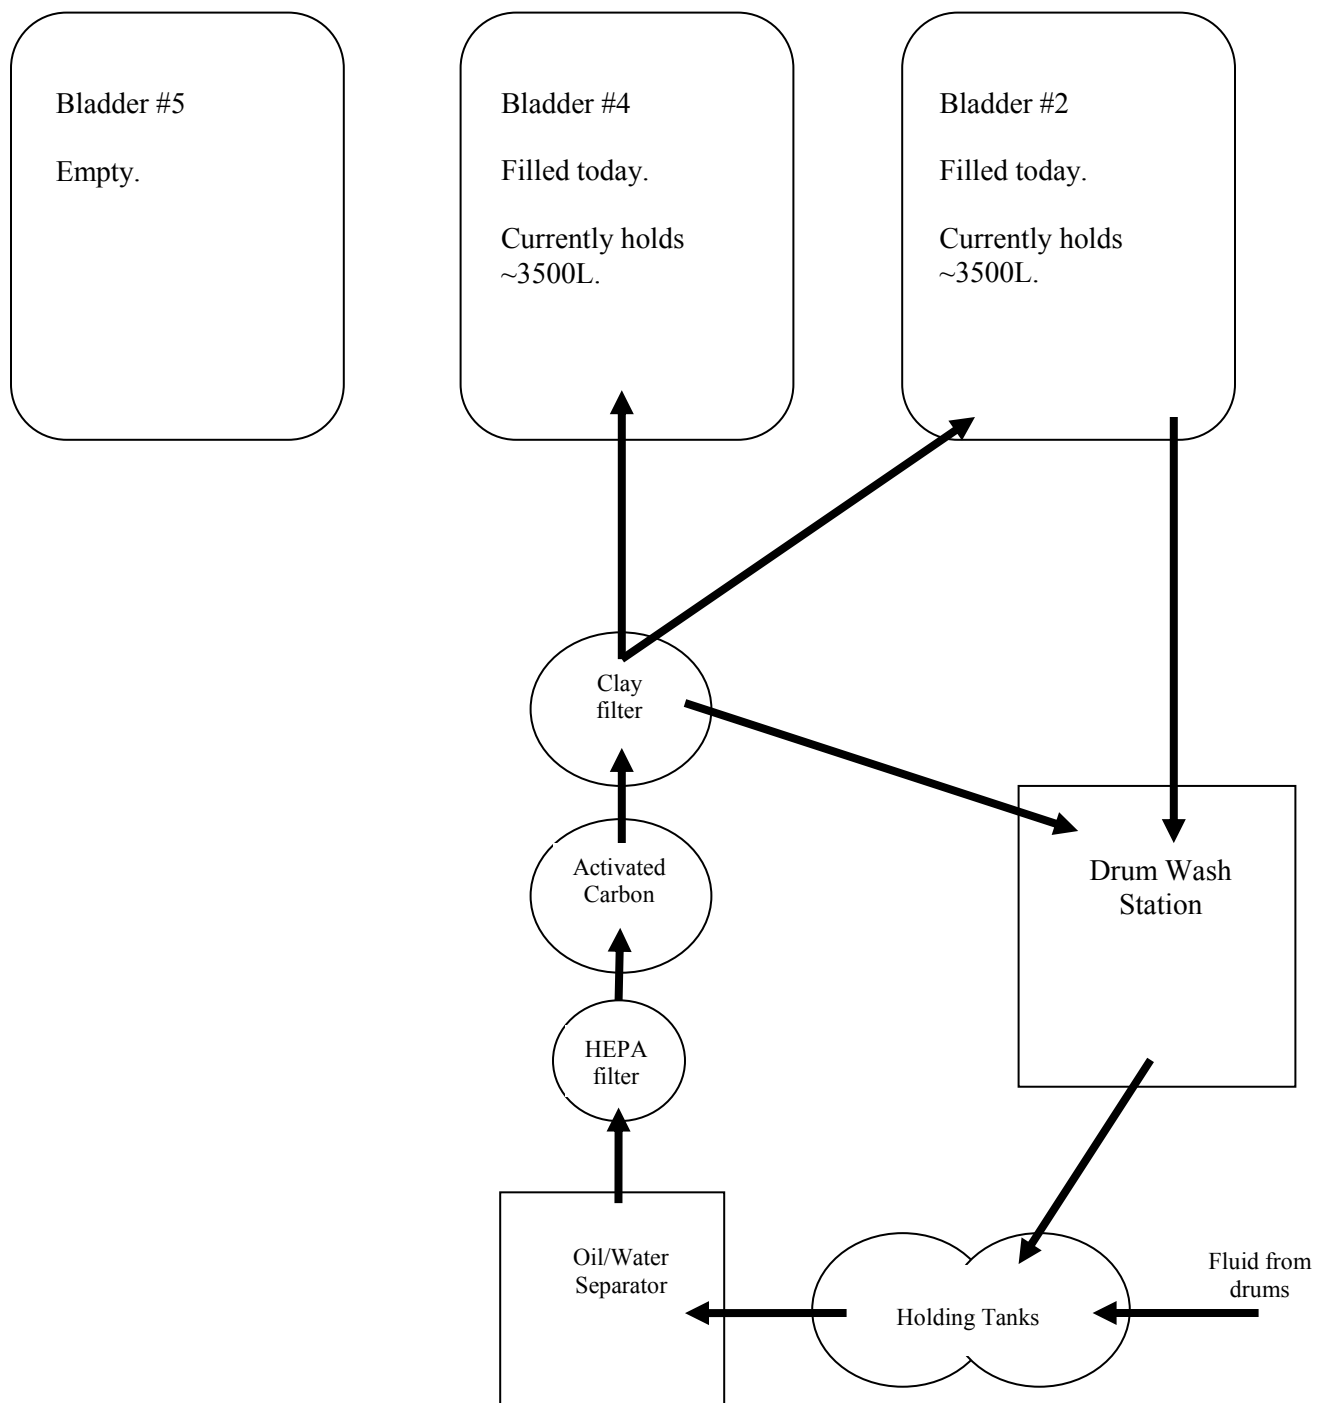 Bladder #5
Empty.
Bladder #4
Filled today.
Currently holds
~3500L.
Bladder #2
Filled today.
Currently holds
~3500L.
Clay
filter
Activated
Carbon
Drum Wash
Station
HEPA
filter
Oil/Water
Separator
Holding Tanks
Fluid from
drums